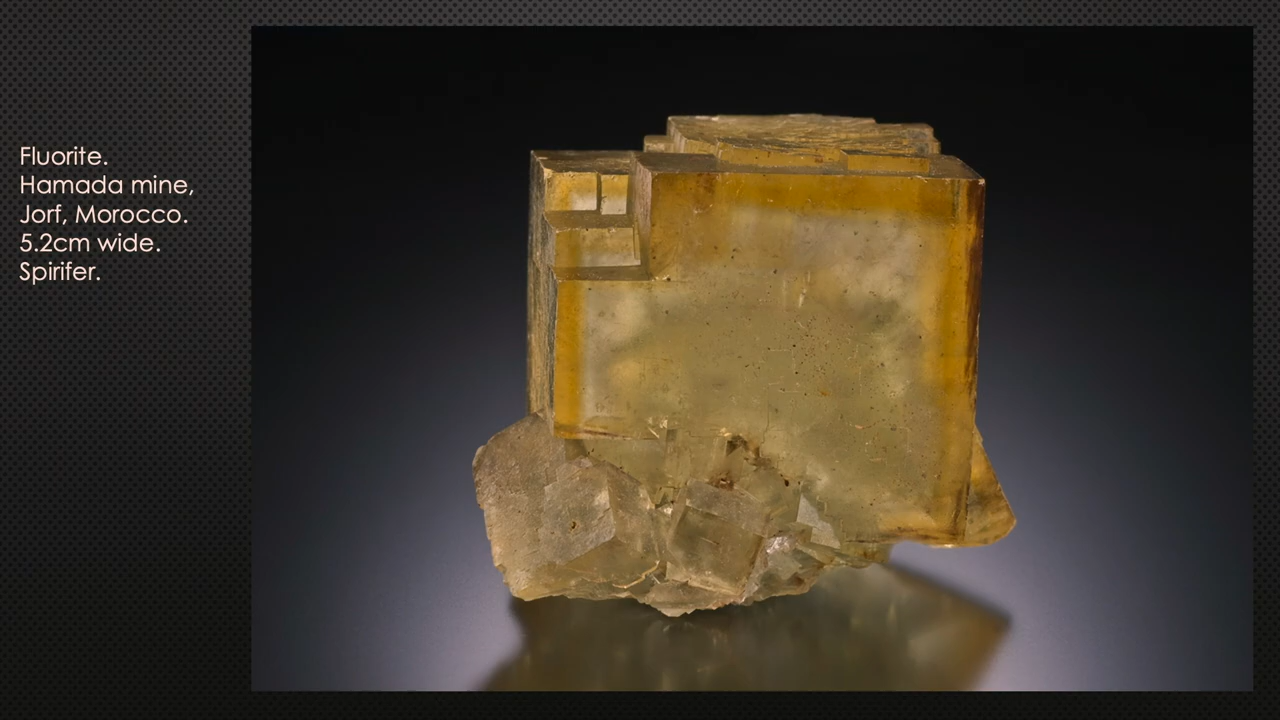 Fluorite.
Hamada mine,
Jorf, Morocco.
5.2cm wide.
Spirifer.